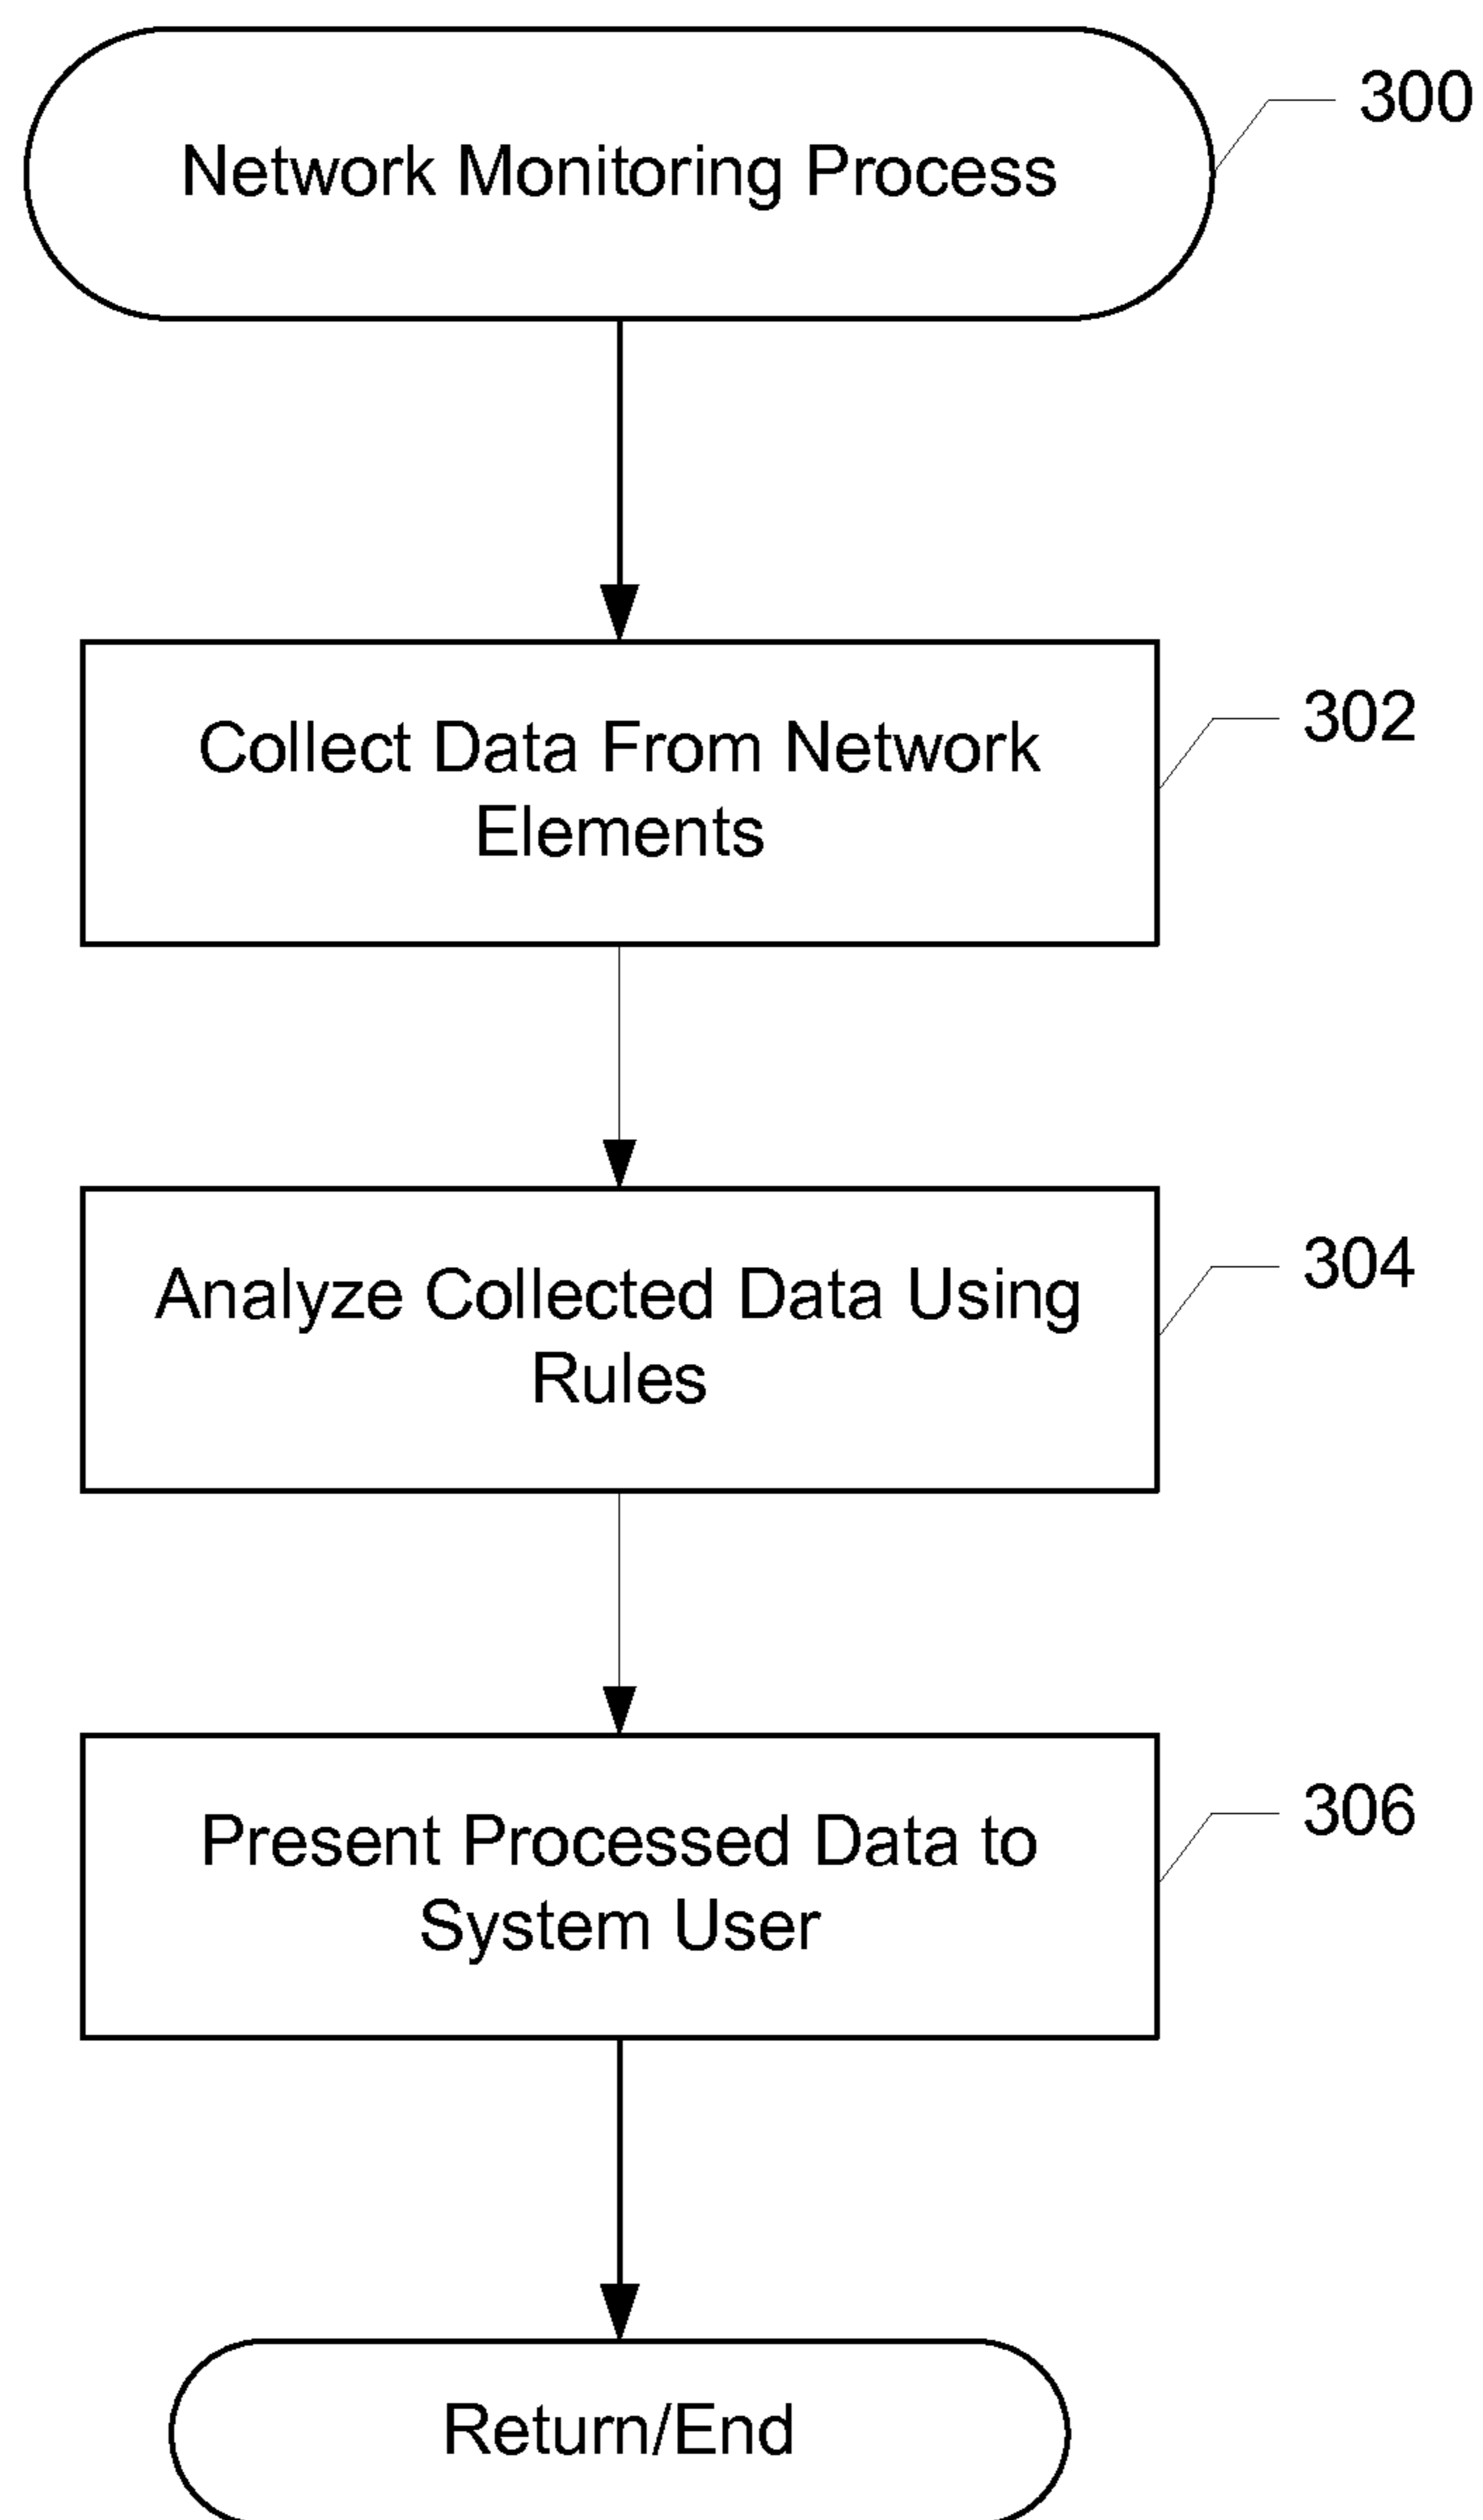 Network Monitoring Process
300
Collect Data From Network
Elements
302
Analyze Collected Data Using
Rules
304
Present Processed Data to
System User
306
Return/End